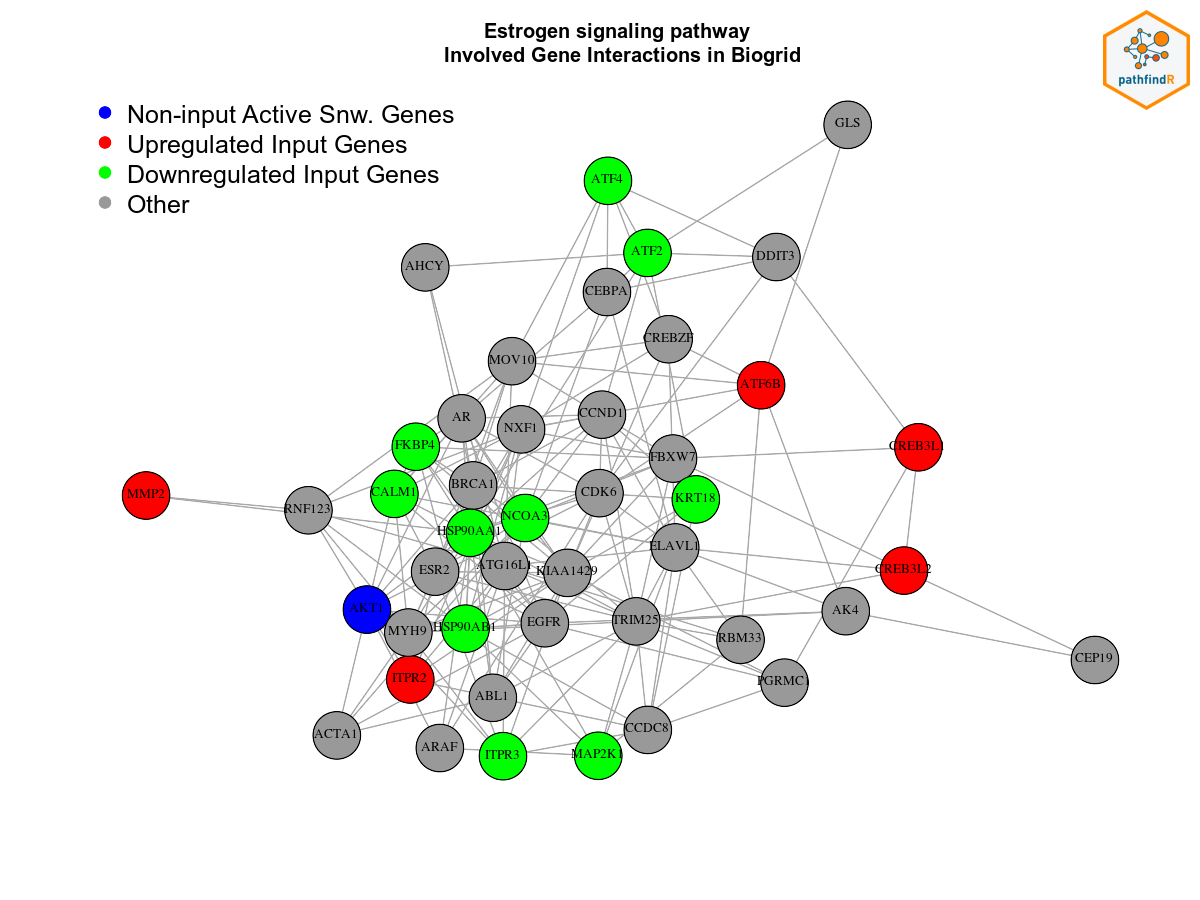 Estrogen signaling pathway
Involved Gene Interactions in Biogrid
pathfindR
Non-input Active Snw. Genes
Upregulated Input Genes
Downregulated Input Genes
Other
GLS
ATF4
ATF2
DDIT3
AHCY
CEBPA
CREBZF
MOV10
ATF6B
AR
CCND1
NXF1
FKBP4
CREB3L1
FBXW7
BRCA1
CALM1
CDK6
MMP2
KRT18
RNF123
NCOA3
HSP90AA1
ELAVL1
ATG16L1
ESR2
KIAA1429
CREB3L2
AKT1
AK4
EGFR
TRIM25
MYH9
HSP90AB1
RBM33
CEP19
ITPR2
PGRMC1
ABL1
CCDC8
ACTA1
ARAF
ITPR3
MAP2K1